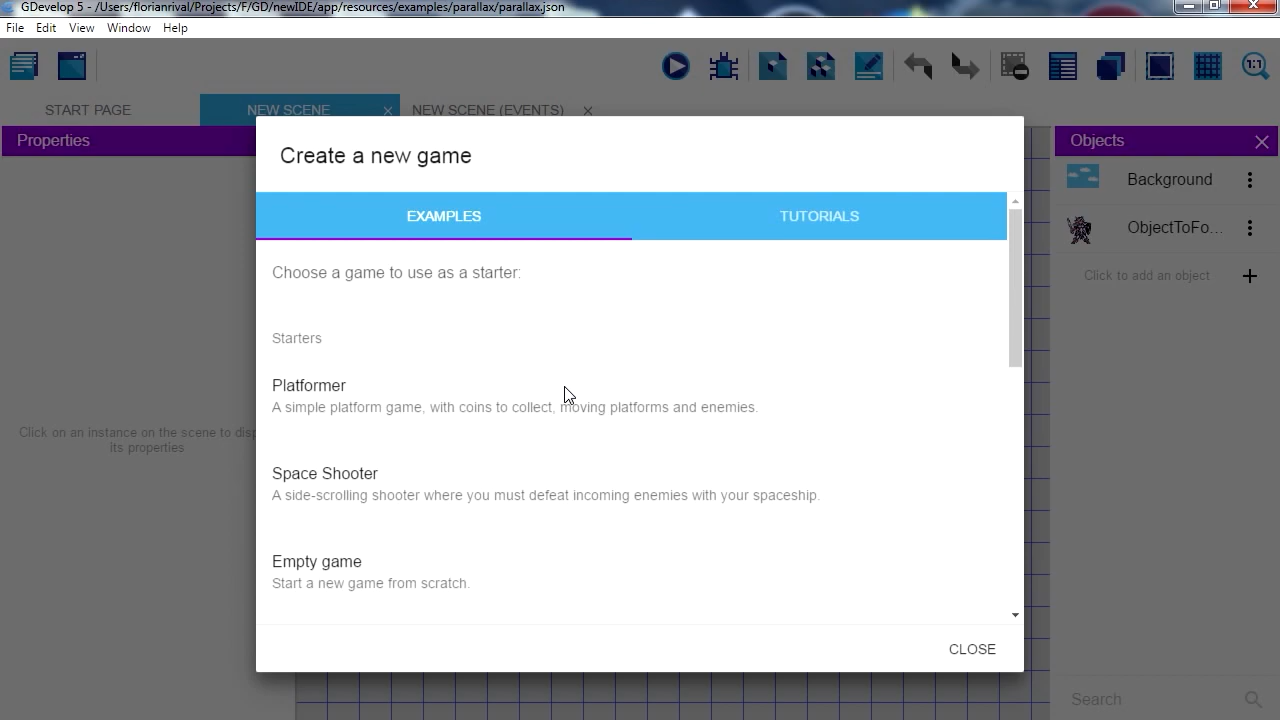 GDevelop 5 - /Users/florianrival/Projects/F/GD/newIDE/app/resources/examples/parallax/parallax.json
File Edit View Window Help
1:1
START PAGE NEW SCENE NEW SCENE (EVENTS)
Properties
Objects
Create a new game
Background
EXAMPLES TUTORIALS
ObjectToFo...
Choose a game to use as a starter:
Click to add an object
Starters
Platformer
A simple platform game, with coins to collect, moving platforms and enemies.
Click on an instance on the scene to disp
its properties
Space Shooter
A side-scrolling shooter where you must defeat incoming enemies with your spaceship.
Empty game
Start a new game from scratch.
CLOSE
Search